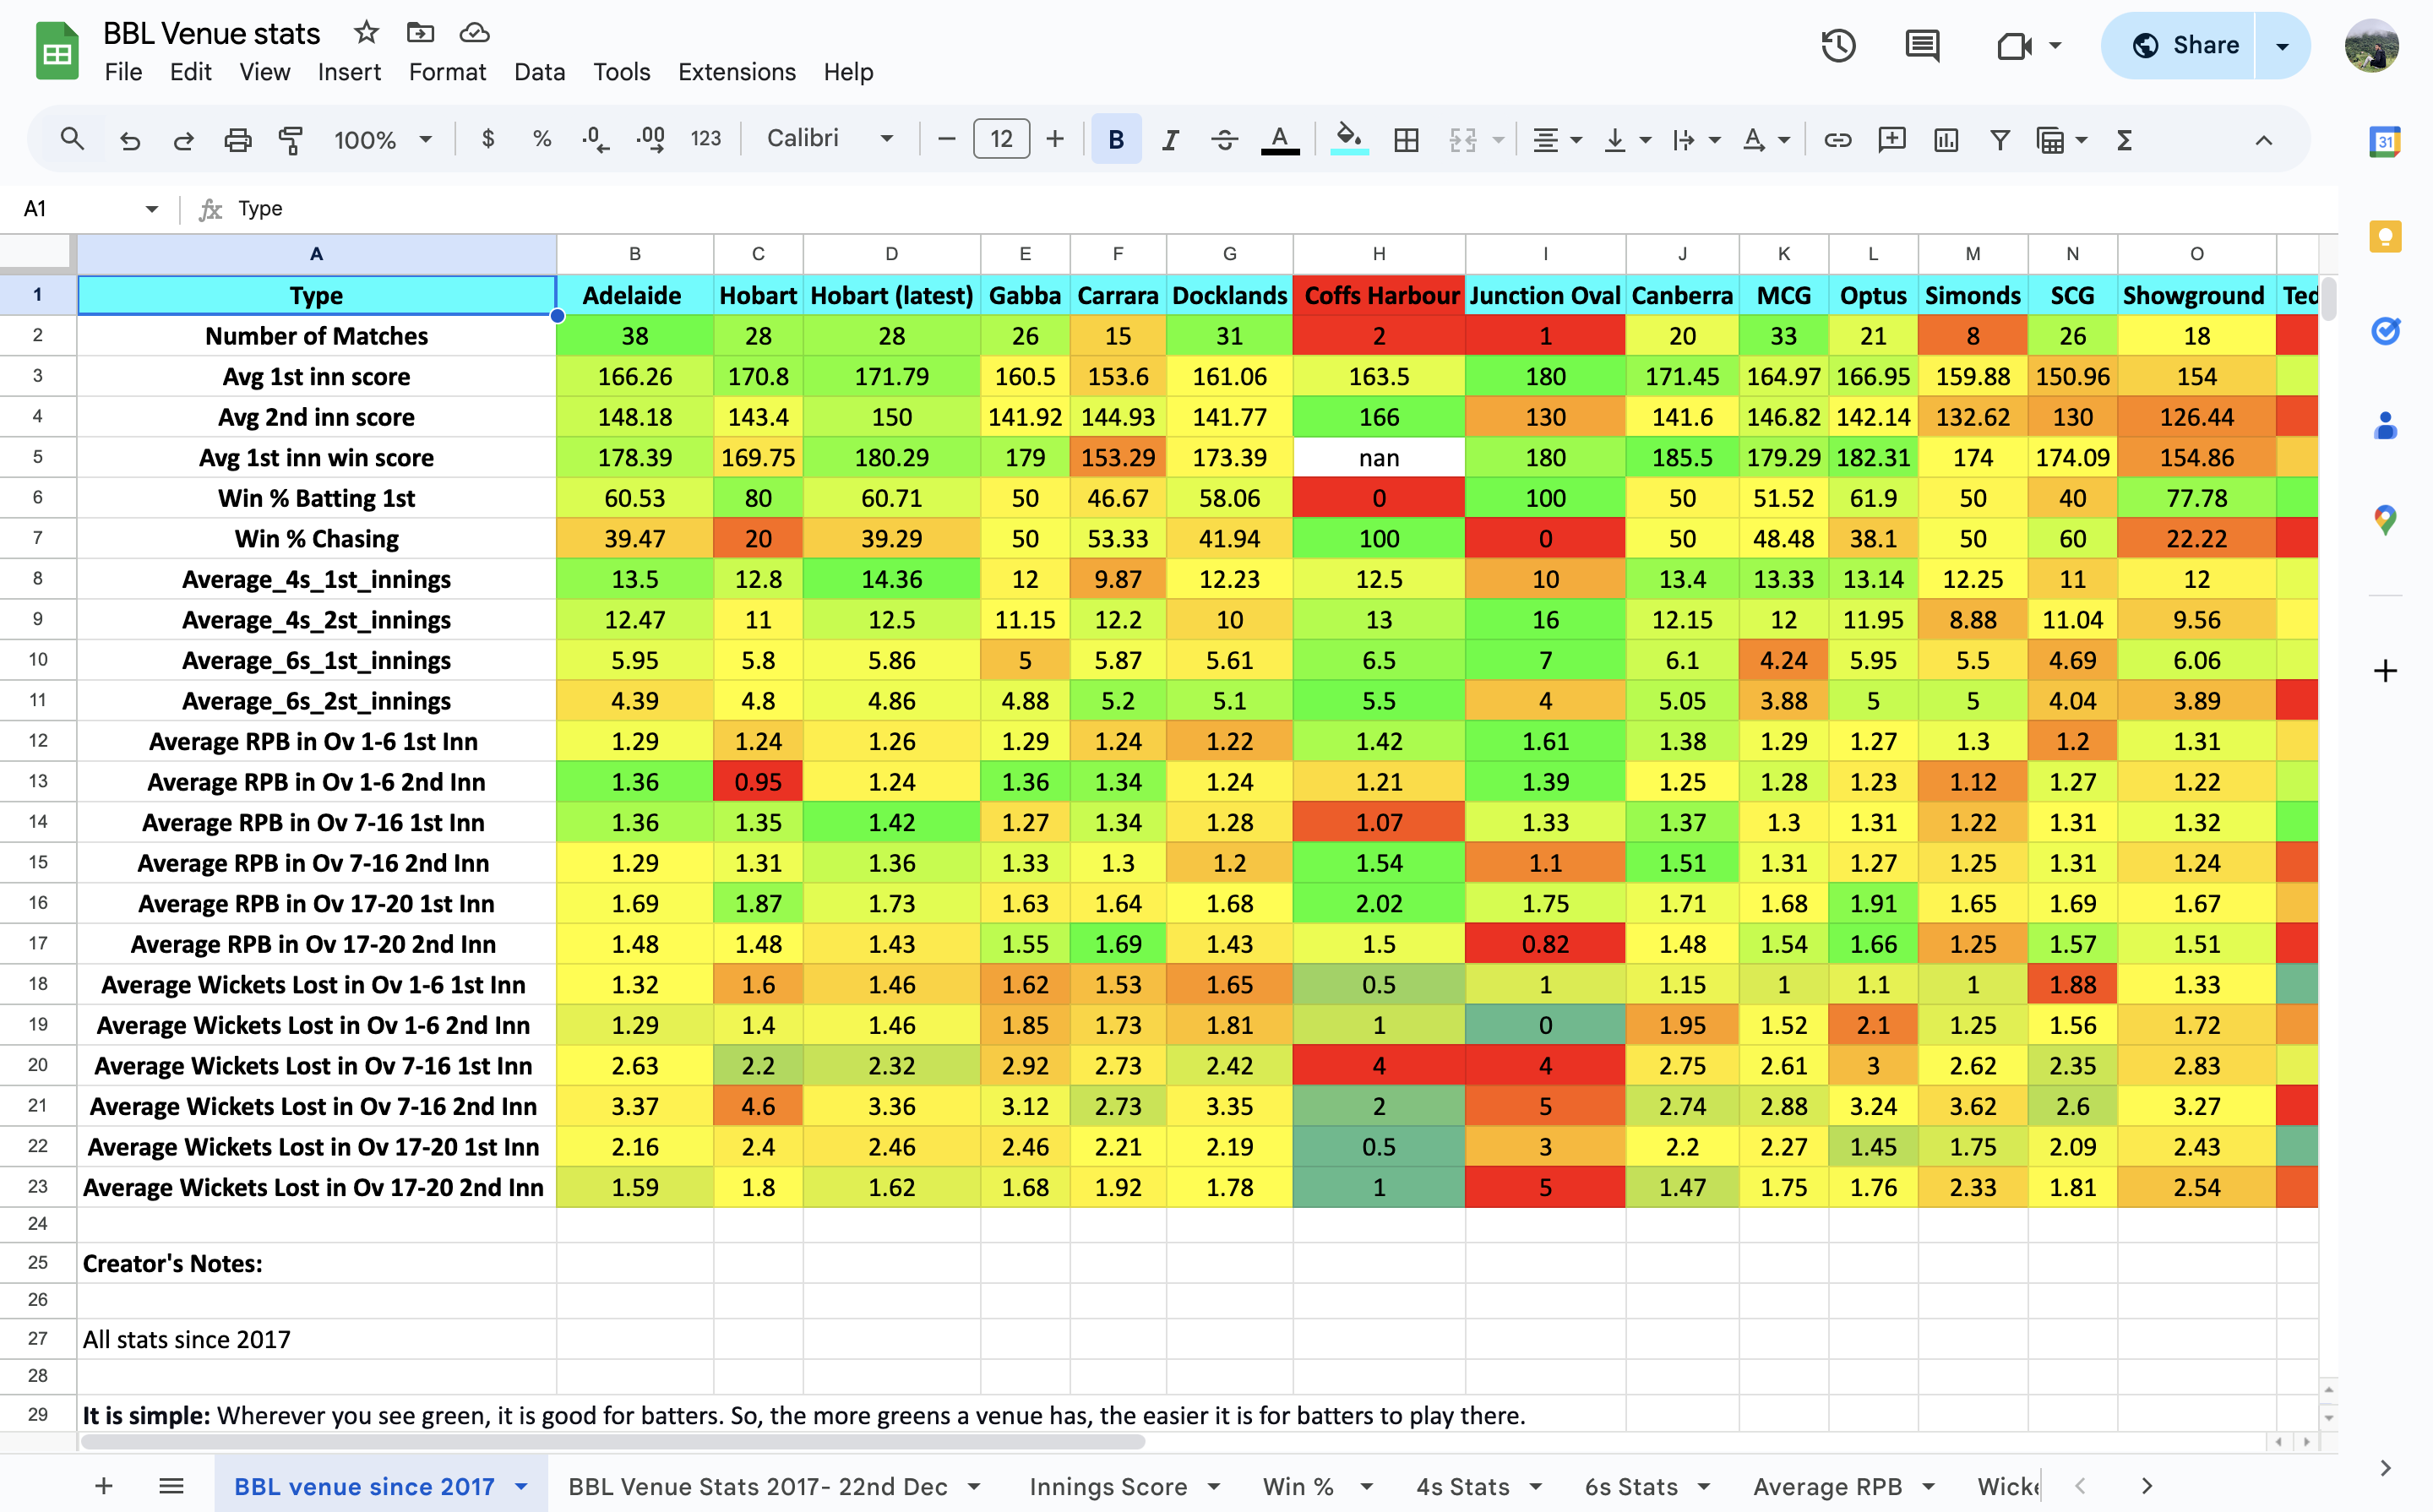 BBL Venue stats
File Edit View Insert Format Data Tools Extensions Help
Share
100% $ % .0 .00 123 Calibri 12 B I A
31
A1 fx Type
A B C D E F G H I J K L M N O
1 Type Adelaide Hobart Hobart (latest) Gabba Carrara Docklands Coffs Harbour Junction Oval Canberra MCG Optus Simonds SCG Showground Ted
2 Number of Matches 38 28 28 26 15 31 2 1 20 33 21 8 26 18
3 Avg 1st inn score 166.26 170.8 171.79 160.5 153.6 161.06 163.5 180 171.45 164.97 166.95 159.88 150.96 154
4 Avg 2nd inn score 148.18 143.4 150 141.92 144.93 141.77 166 130 141.6 146.82 142.14 132.62 130 126.44
5 Avg 1st inn win score 178.39 169.75 180.29 179 153.29 173.39 nan 180 185.5 179.29 182.31 174 174.09 154.86
6 Win % Batting 1st 60.53 80 60.71 50 46.67 58.06 0 100 50 51.52 61.9 50 40 77.78
7 Win % Chasing 39.47 20 39.29 50 53.33 41.94 100 0 50 48.48 38.1 50 60 22.22
8 Average_4s_1st_innings 13.5 12.8 14.36 12 9.87 12.23 12.5 10 13.4 13.33 13.14 12.25 11 12
9 Average_4s_2st_innings 12.47 11 12.5 11.15 12.2 10 13 16 12.15 12 11.95 8.88 11.04 9.56
10 Average_6s_1st_innings 5.95 5.8 5.86 5 5.87 5.61 6.5 7 6.1 4.24 5.95 5.5 4.69 6.06
11 Average_6s_2st_innings 4.39 4.8 4.86 4.88 5.2 5.1 5.5 4 5.05 3.88 5 5 4.04 3.89
12 Average RPB in Ov 1-6 1st Inn 1.29 1.24 1.26 1.29 1.24 1.22 1.42 1.61 1.38 1.29 1.27 1.3 1.2 1.31
13 Average RPB in Ov 1-6 2nd Inn 1.36 0.95 1.24 1.36 1.34 1.24 1.21 1.39 1.25 1.28 1.23 1.12 1.27 1.22
14 Average RPB in Ov 7-16 1st Inn 1.36 1.35 1.42 1.27 1.34 1.28 1.07 1.33 1.37 1.3 1.31 1.22 1.31 1.32
15 Average RPB in Ov 7-16 2nd Inn 1.29 1.31 1.36 1.33 1.3 1.2 1.54 1.1 1.51 1.31 1.27 1.25 1.31 1.24
16 Average RPB in Ov 17-20 1st Inn 1.69 1.87 1.73 1.63 1.64 1.68 2.02 1.75 1.71 1.68 1.91 1.65 1.69 1.67
17 Average RPB in Ov 17-20 2nd Inn 1.48 1.48 1.43 1.55 1.69 1.43 1.5 0.82 1.48 1.54 1.66 1.25 1.57 1.51
18 Average Wickets Lost in Ov 1-6 1st Inn 1.32 1.6 1.46 1.62 1.53 1.65 0.5 1 1.15 1 1.1 1 1.88 1.33
19 Average Wickets Lost in Ov 1-6 2nd Inn 1.29 1.4 1.46 1.85 1.73 1.81 1 0 1.95 1.52 2.1 1.25 1.56 1.72
20 Average Wickets Lost in Ov 7-16 1st Inn 2.63 2.2 2.32 2.92 2.73 2.42 4 4 2.75 2.61 3 2.62 2.35 2.83
21 Average Wickets Lost in Ov 7-16 2nd Inn 3.37 4.6 3.36 3.12 2.73 3.35 2 5 2.74 2.88 3.24 3.62 2.6 3.27
22 Average Wickets Lost in Ov 17-20 1st Inn 2.16 2.4 2.46 2.46 2.21 2.19 0.5 3 2.2 2.27 1.45 1.75 2.09 2.43
23 Average Wickets Lost in Ov 17-20 2nd Inn 1.59 1.8 1.62 1.68 1.92 1.78 1 5 1.47 1.75 1.76 2.33 1.81 2.54
24
25 Creator's Notes:
26
27 All stats since 2017
28
29 It is simple: Wherever you see green, it is good for batters. So, the more greens a venue has, the easier it is for batters to play there.
BBL venue since 2017 BBL Venue Stats 2017- 22nd Dec Innings Score Win % 4s Stats 6s Stats Average RPB Wick